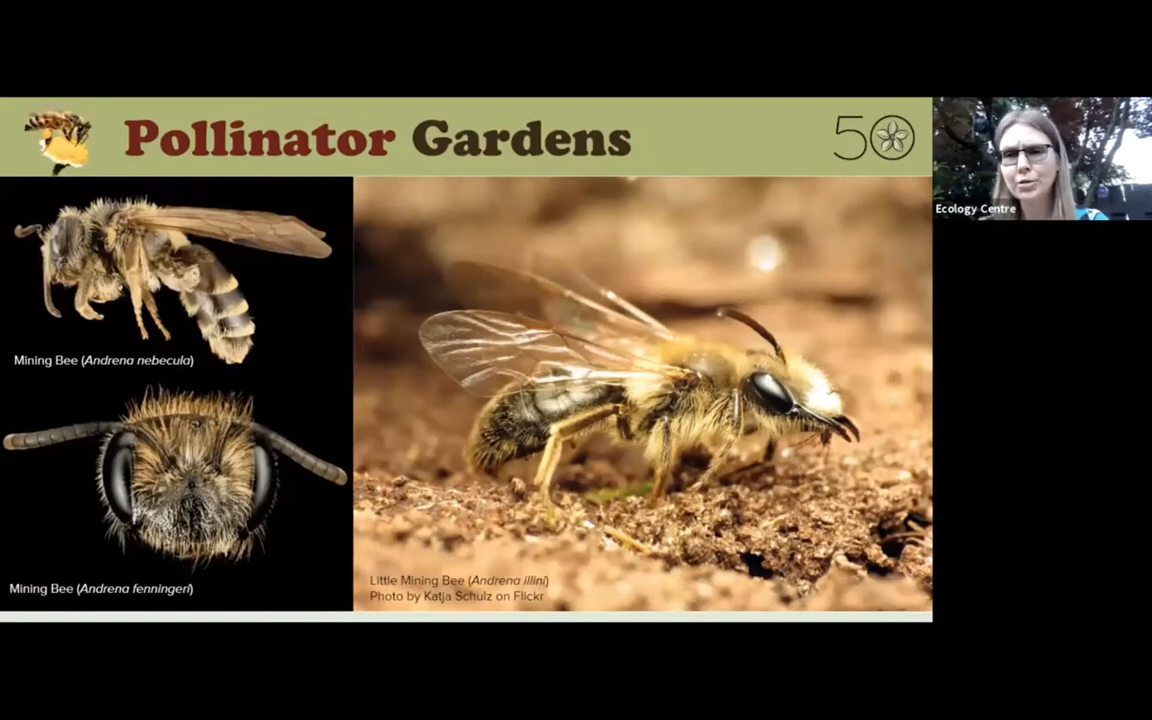 Pollinator Gardens
50
Ecology Centre
Mining Bee (Andrena nebecula)
Mining Bee (Andrena fenningeri)
Little Mining Bee (Andrena illini)
Photo by Katja Schulz on Flickr